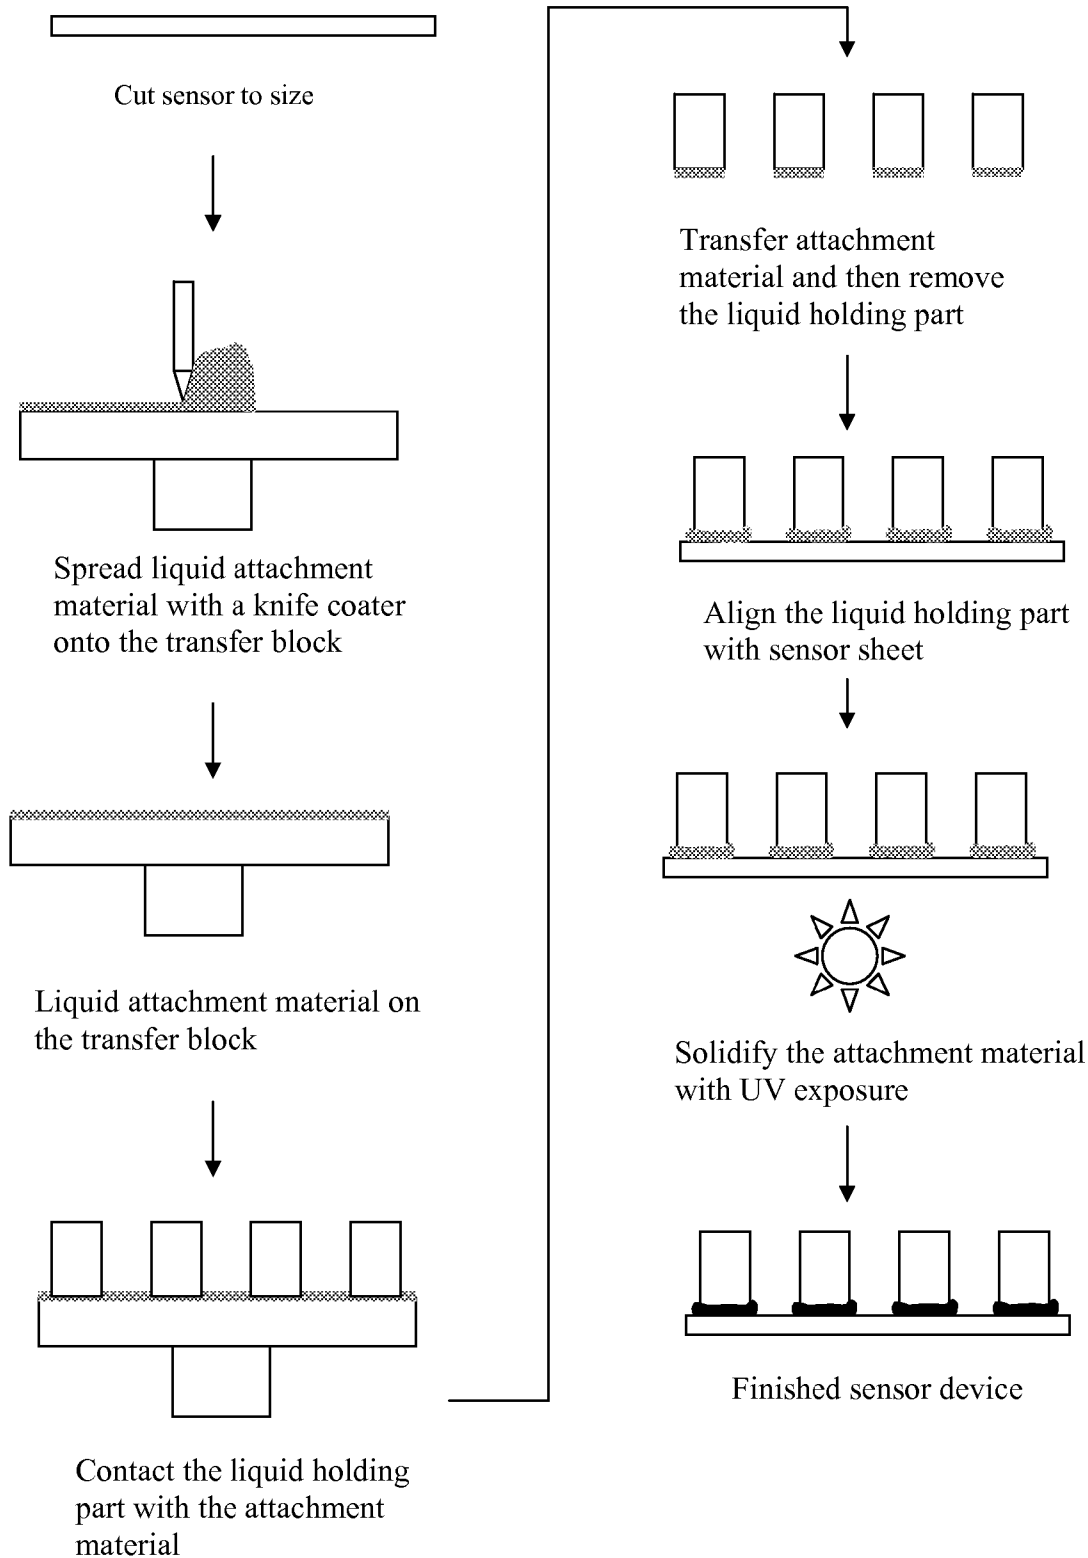 Cut sensor to size
Spread liquid attachment
material with a knife coater
onto the transfer block
Liquid attachment material on
the transfer block
Contact the liquid holding
part with the attachment
material
Transfer attachment
material and then remove
the liquid holding part
Align the liquid holding part
with sensor sheet
Solidify the attachment material
with UV exposure
Finished sensor device